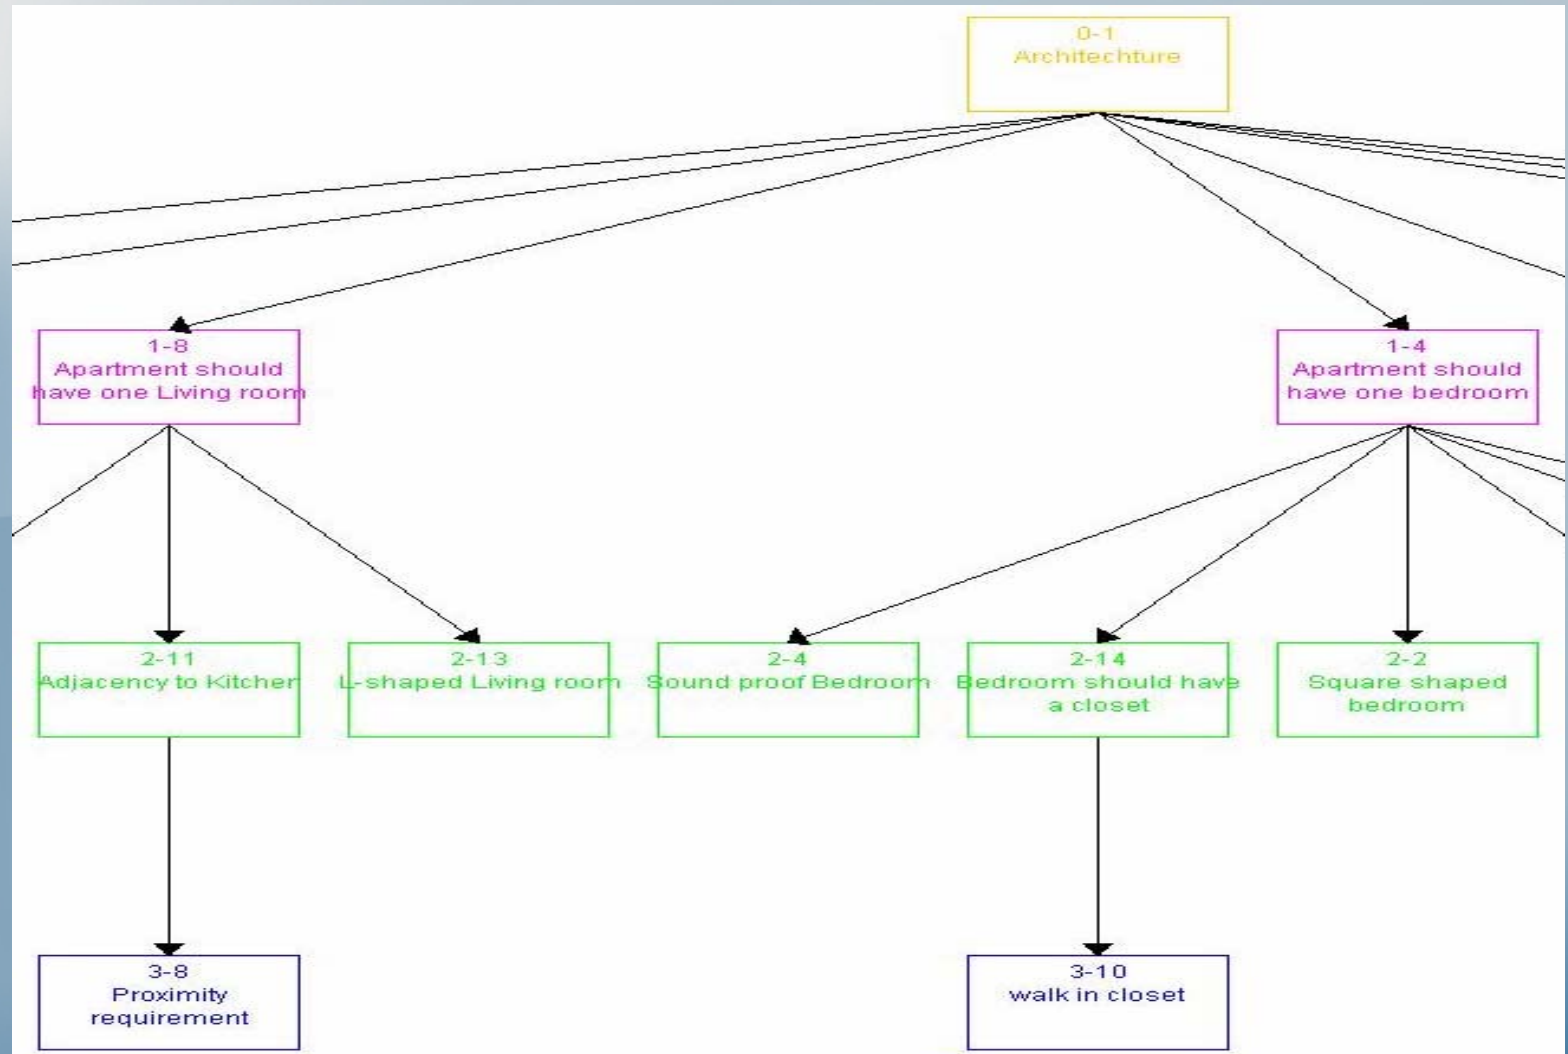 0-1
Architechture
1-8
Apartment should
have one Living room
1-4
Apartment should
have one bedroom
2-11
Adjacency to Kitchen
2-13
L-shaped Living room
2-4
Sound proof Bedroom
2-14
Bedroom should have
a closet
2-2
Square shaped
bedroom
3-8
Proximity
requirement
3-10
walk in closet